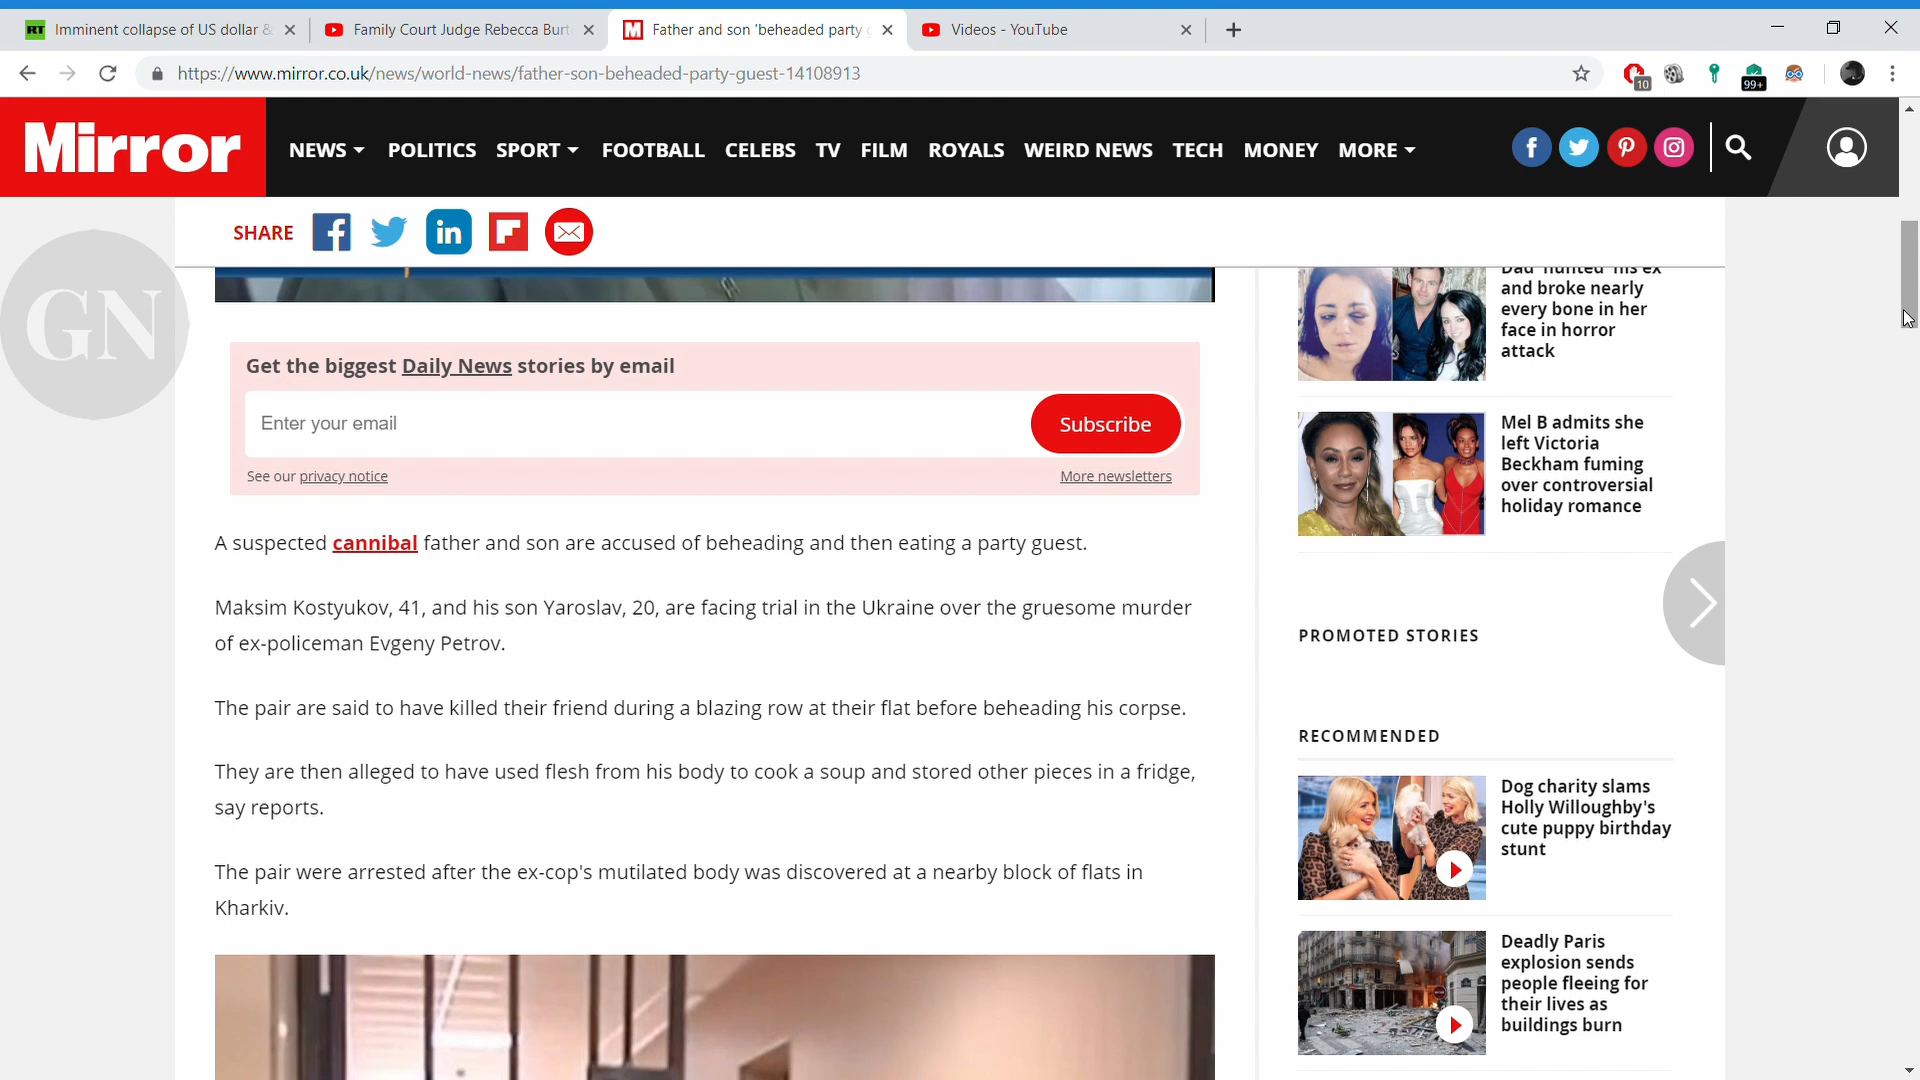 RT Imminent collapse of US dollar &
Family Court Judge Rebecca Burt
M Father and son 'beheaded party
Videos - YouTube
https://www.mirror.co.uk/news/world-news/father-son-beheaded-party-guest-14108913
10
99+
Mirror
NEWS POLITICS SPORT FOOTBALL CELEBS TV FILM ROYALS WEIRD NEWS TECH MONEY MORE
SHARE
in
GN
Get the biggest Daily News stories by email
Enter your email
Subscribe
See our privacy notice
More newsletters
A suspected cannibal father and son are accused of beheading and then eating a party guest.
Maksim Kostyukov, 41, and his son Yaroslav, 20, are facing trial in the Ukraine over the gruesome murder
of ex-policeman Evgeny Petrov.
The pair are said to have killed their friend during a blazing row at their flat before beheading his corpse.
They are then alleged to have used flesh from his body to cook a soup and stored other pieces in a fridge,
say reports.
The pair were arrested after the ex-cop's mutilated body was discovered at a nearby block of flats in
Kharkiv.
Dad 'hunted' his ex
and broke nearly
every bone in her
face in horror
attack
Mel B admits she
left Victoria
Beckham fuming
over controversial
holiday romance
PROMOTED STORIES
RECOMMENDED
Dog charity slams
Holly Willoughby's
cute puppy birthday
stunt
Deadly Paris
explosion sends
people fleeing for
their lives as
buildings burn